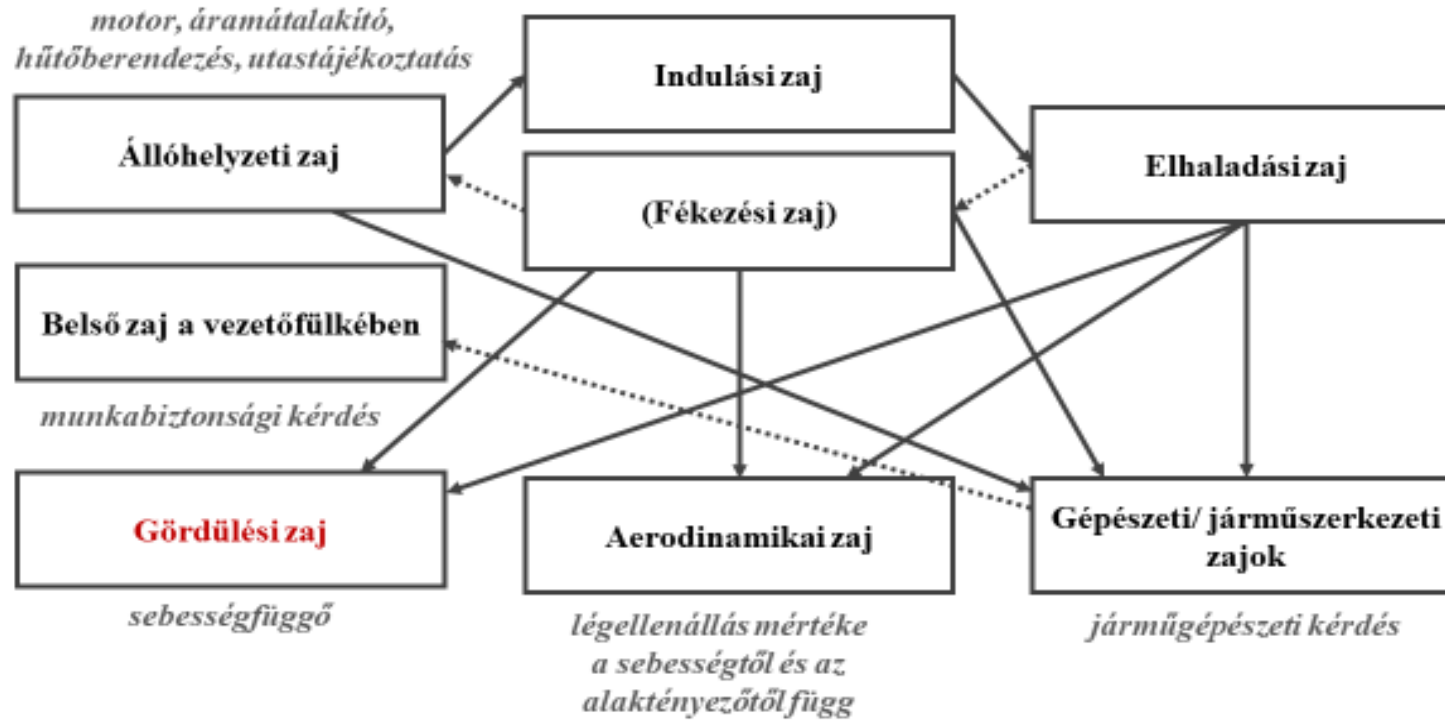 motor, áramátalakító,
hűtőberendezés, utastájékoztatás
Indulási zaj
Állóhelyzeti zaj
Elhaladási zaj
(Fékezési zaj)
Belső zaj a vezetőfülkében
munkabiztonsági kérdés
Gördülési zaj
Aerodinamikai zaj
Gépészeti/ járműszerkezeti
zajok
sebességfüggő
légellenállás mértéke
a sebességtől és az
alaktényezőtől függ
járműgépészeti kérdés